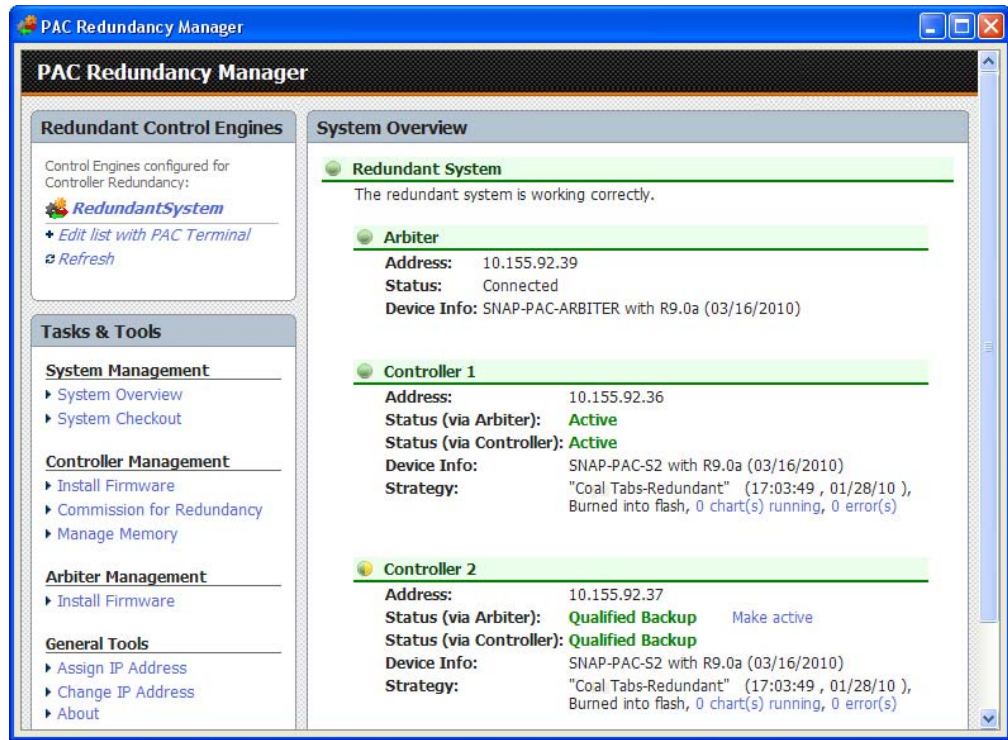 PAC Redundancy Manager
PAC Redundancy Manager
Redundant Control Engines
Control Engines configured for
Controller Redundancy:
RedundantSystem
Edit list with PAC Terminal
Refresh
Tasks & Tools
System Management
System Overview
System Checkout
Controller Management
Install Firmware
Commission for Redundancy
Manage Memory
Arbiter Management
Install Firmware
General Tools
Assign IP Address
Change IP Address
About
System Overview
Redundant System
The redundant system is working correctly.
Arbiter
Address: 10.155.92.39
Status: Connected
Device Info: SNAP-PAC-ARBITER with R9.0a (03/16/2010)
Controller 1
Address: 10.155.92.36
Status (via Arbiter): Active
Status (via Controller): Active
Device Info: SNAP-PAC-S2 with R9.0a (03/16/2010)
Strategy: "Coal Tabs-Redundant" (17:03:49 , 01/28/10 ),
Burned into flash, 0 chart(s) running, 0 error(s)
Controller 2
Address: 10.155.92.37
Status (via Arbiter): Qualified Backup Make active
Status (via Controller): Qualified Backup
Device Info: SNAP-PAC-S2 with R9.0a (03/16/2010)
Strategy: "Coal Tabs-Redundant" (17:03:49 , 01/28/10 ),
Burned into flash, 0 chart(s) running, 0 error(s)